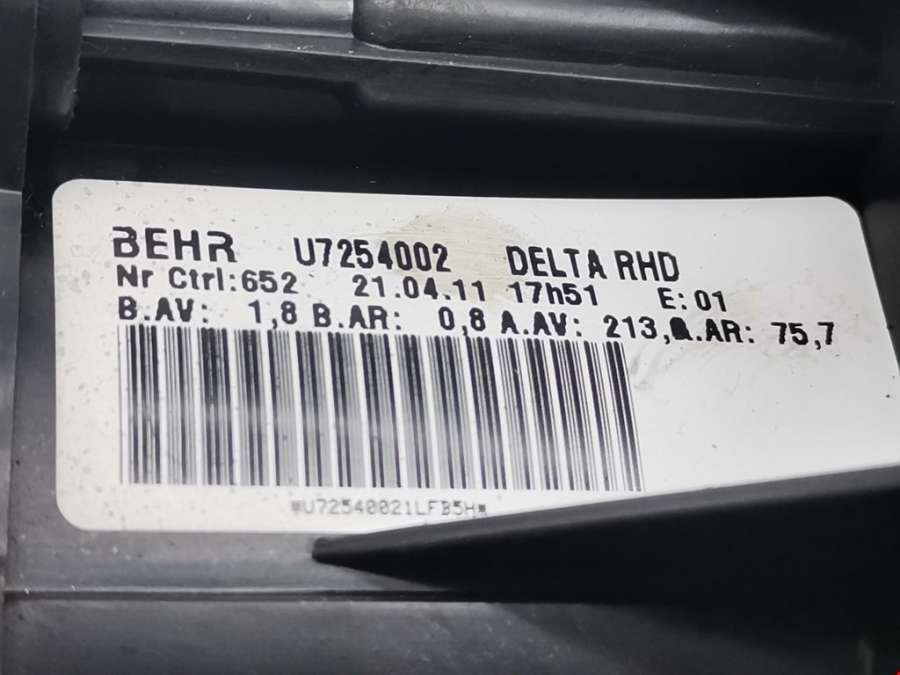 BEHR U7254002 DELTA RHD
Nr Ctrl:652 21.04.11 17h51 E:01
B.AV: 1,8 B.AR: 0,8 A.AV: 213, .AR: 75,7
*U72540021LFB5H*